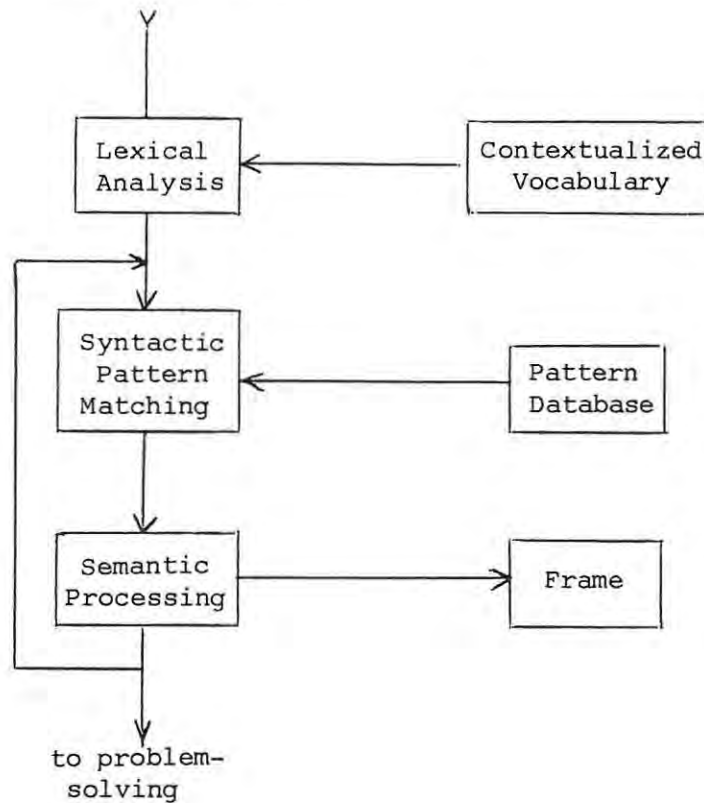 Lexical
Analysis
Contextualized
Vocabulary
Syntactic
Pattern
Matching
Pattern
Database
Semantic
Processing
Frame
to problem-
solving